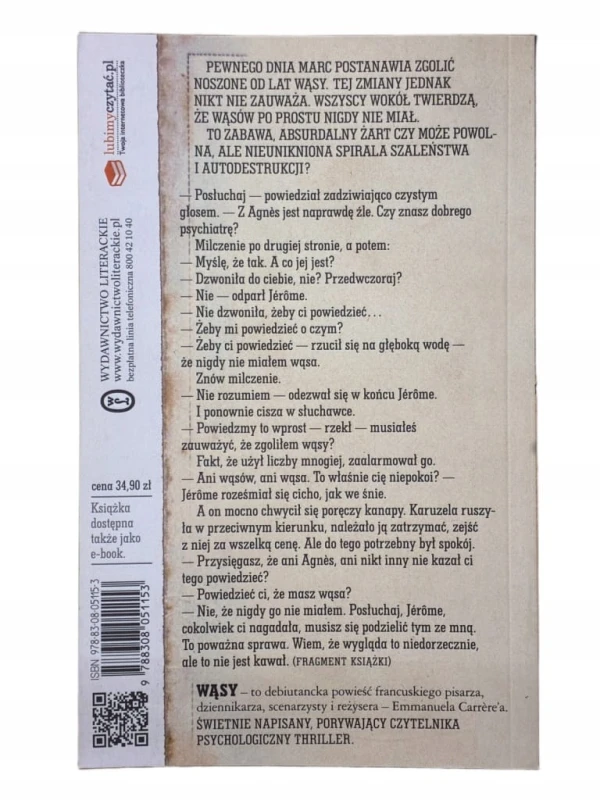 PEWNEGO DNIA MARC POSTANAWIA ZGOLIĆ
NOSZONE OD LAT WĄSY. TEJ ZMIANY JEDNAK
NIKT NIE ZAUWAŻA. WSZYSCY WOKÓŁ TWIERDZĄ,
ŻE WĄSÓW PO PROSTU NIGDY NIE MIAŁ.
TO ZABAWA, ABSURDALNY ŻART CZY MOŻE POWOL-
NA, ALE NIEUNIKNIONA SPIRALA SZALEŃSTWA
I AUTODESTRUKCJI?
— Posłuchaj — powiedział zadziwiająco czystym
głosem. — Z Agnès jest naprawdę źle. Czy znasz dobrego
psychiatrę?
Milczenie po drugiej stronie, a potem:
— Myślę, że tak. A co jej jest?
— Dzwoniła do ciebie, nie? Przedwczoraj?
— Nie — odparł Jérôme.
— Nie dzwoniła, żeby ci powiedzieć…
— Żeby mi powiedzieć o czym?
— Żeby ci powiedzieć — rzucił się na głęboką wodę —
że nigdy nie miałem wąsa.
Znów milczenie.
— Nie rozumiem — odezwał się w końcu Jérôme.
I ponownie cisza w słuchawce.
— Powiedzmy to wprost — rzekł — musiałeś
zauważyć, że zgoliłem wąsy?
Fakt, że użył liczby mnogiej, zaalarmował go.
— Ani wąsów, ani wąsa. To właśnie cię niepokoi? —
Jérôme roześmiał się cicho, jak we śnie.
A on mocno chwycił się poręczy kanapy. Karuzela ruszy-
ła w przeciwnym kierunku, należało ją zatrzymać, zejść
z niej za wszelką cenę. Ale do tego potrzebny był spokój.
— Przysięgasz, że ani Agnès, ani nikt inny nie kazał ci
tego powiedzieć?
— Powiedzieć ci, że masz wąsa?
— Nie, że nigdy go nie miałem. Posłuchaj, Jérôme,
cokolwiek ci nagadała, musisz się podzielić tym ze mną.
To poważna sprawa. Wiem, że wygląda to niedorzecznie,
ale to nie jest kawał. (FRAGMENT KSIĄŻKI)
WĄSY – to debiutancka powieść francuskiego pisarza,
dziennikarza, scenarzysty i reżysera – Emmanuela Carrère'a.
ŚWIETNIE NAPISANY, PORYWAJĄCY CZYTELNIKA
PSYCHOLOGICZNY THRILLER.
lubimyczytać.pl
Twoja internetowa biblioteczka
WYDAWNICTWO LITERACKIE
www.wydawnictwoliterackie.pl
bezpłatna linia telefoniczna 800 42 10 40
cena 34,90 zł
Książka
dostępna
także jako
e-book.
ISBN 978-83-08-05115-3
9 788308 051153